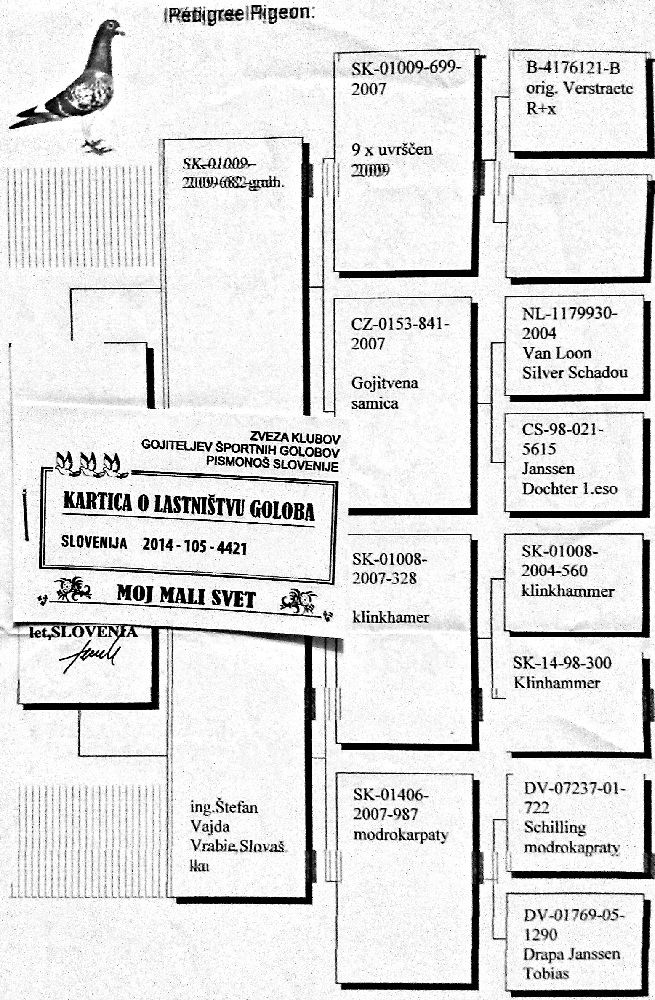 Pedigree Pigeon:
SK-01009-
let,SLOVENIA
ing.Štefan
Vajda
Vrabie,Slovaš
SK-01009-699-
2007
9 x uvrščen
2009
CZ-0153-841-
2007
Gojitvena
samica
SK-01008-
2007-328
klinkhamer
SK-01406-
2007-987
modrokarpaty
B-4176121-B
orig. Verstraete
R+x
NL-1179930-
2004
Van Loon
Silver Schadou
CS-98-021-
5615
Janssen
Dochter 1.eso
SK-01008-
2004-560
klinkhammer
SK-14-98-300
Klinhammer
DV-07237-01-
722
Schilling
modrokapraty
DV-01769-05-
1290
Drapa Janssen
Tobias
ZVEZA KLUBOV
GOJITELJEV ŠPORTNIH GOLOBOV
PISMONOŠ SLOVENIJE
KARTICA O LASTNIŠTVU GOLOBA
SLOVENIJA 2014-105-4421
MOJ MALI SVET